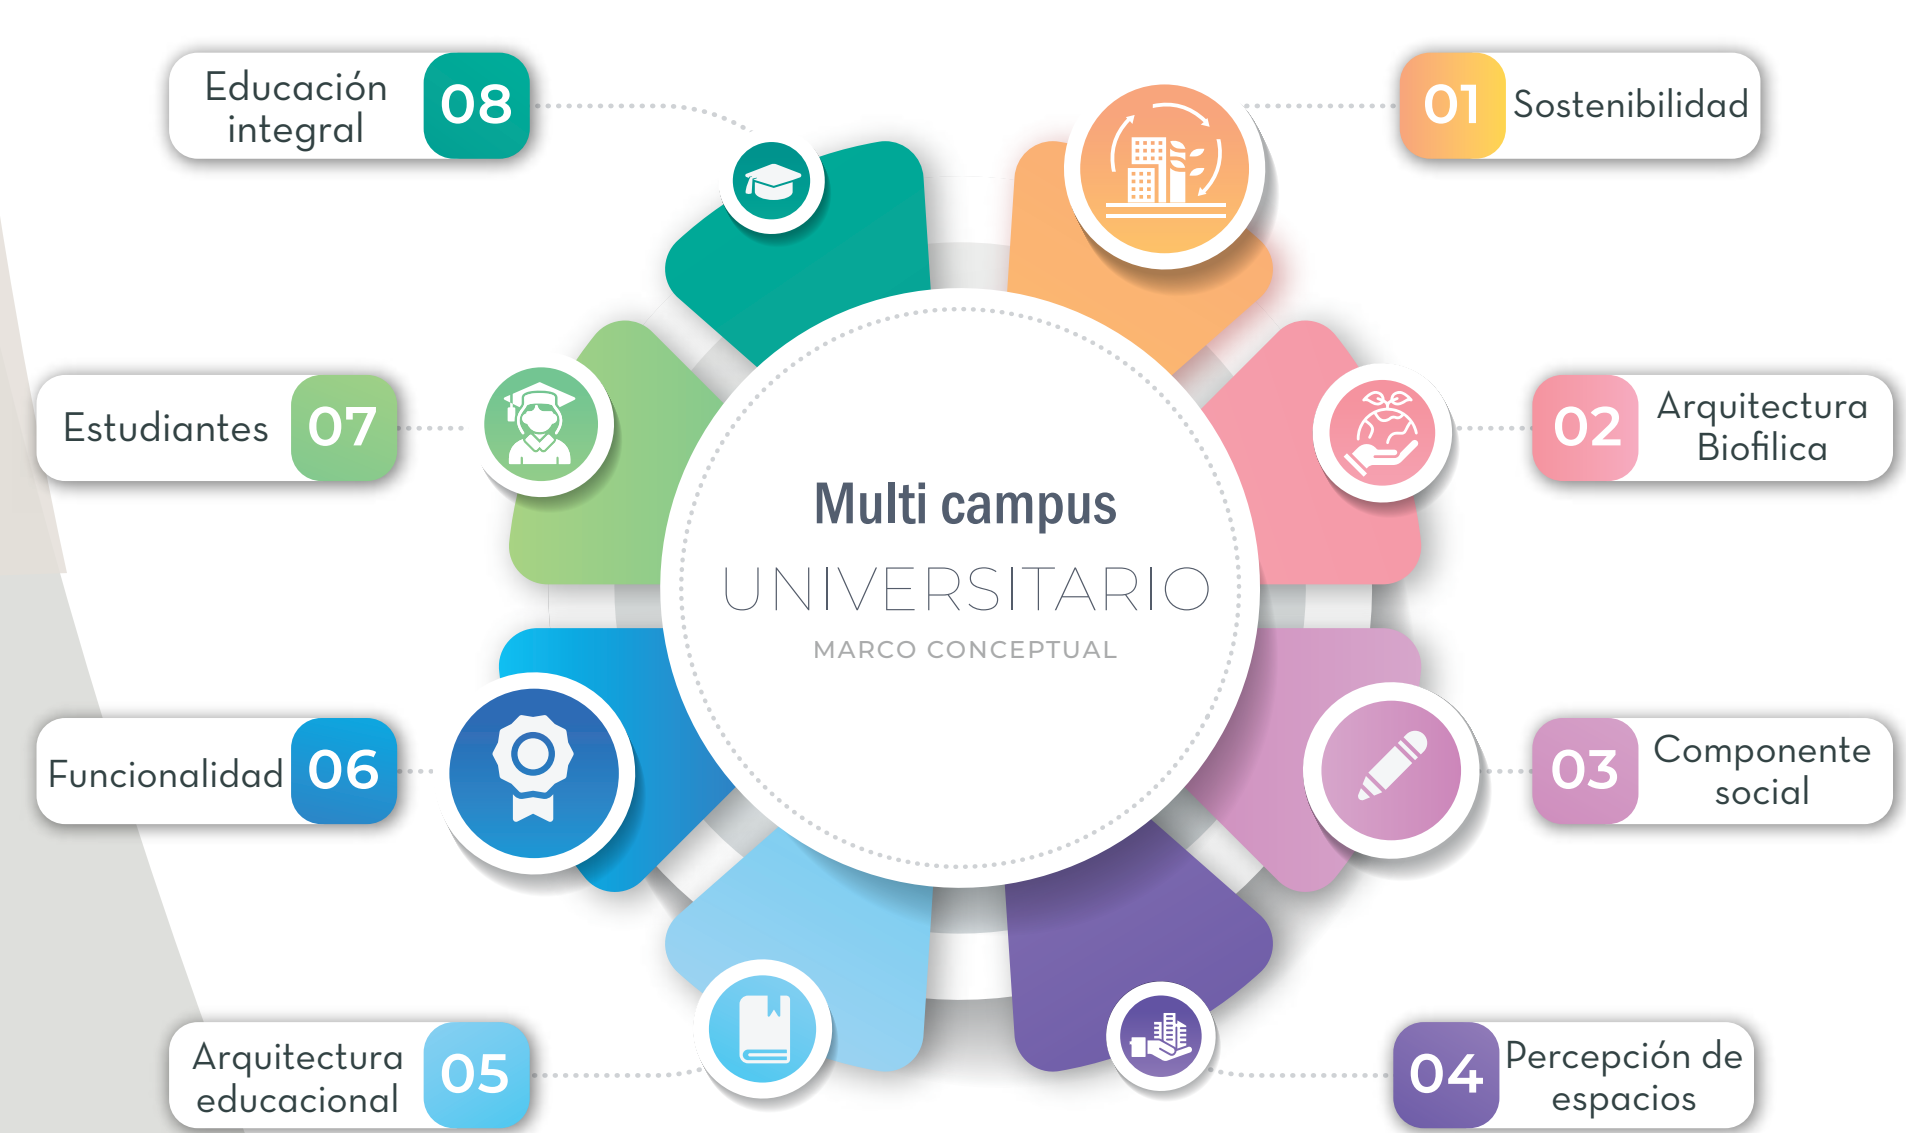 Multi campus
UNIVERSITARIO
MARCO CONCEPTUAL
01 Sostenibilidad
02 Arquitectura
Biofilica
03 Componente
social
04 Percepción de
espacios
05 Arquitectura
educacional
06 Funcionalidad
07 Estudiantes
08 Educación
integral